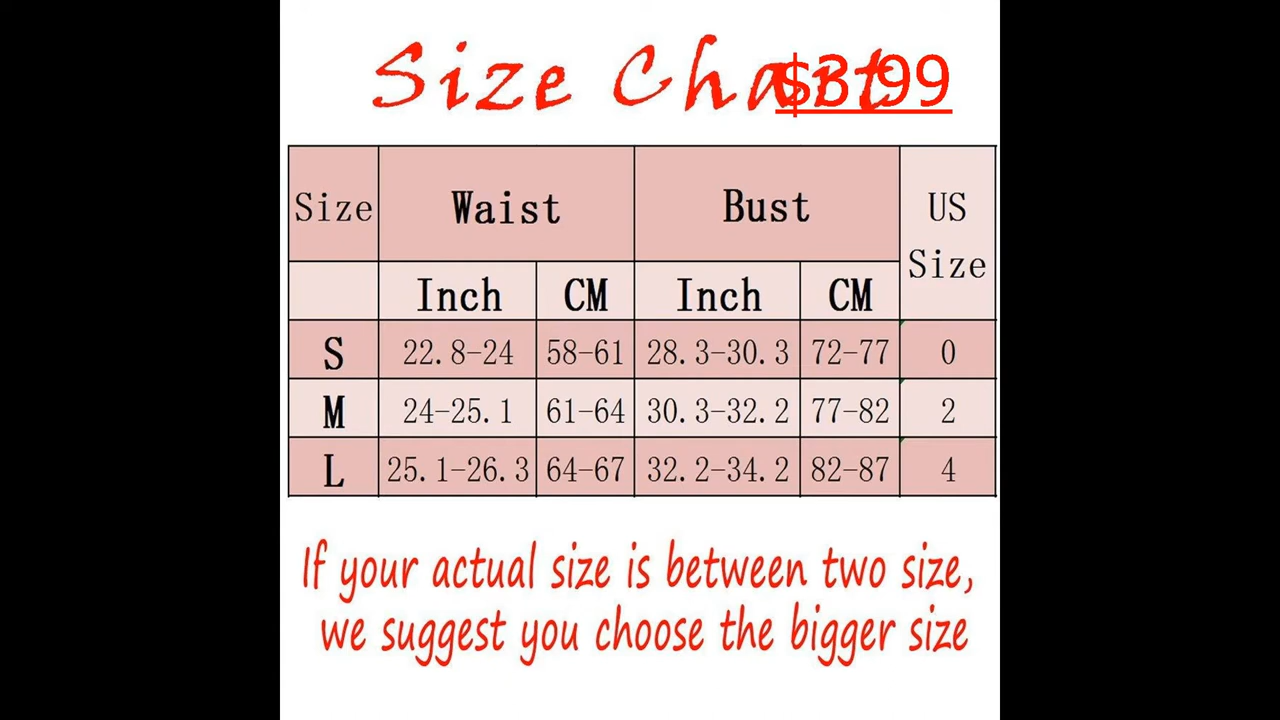 Size Chart
$3.99
Size Waist Bust US Size
Inch CM Inch CM
S 22.8-24 58-61 28.3-30.3 72-77 0
M 24-25.1 61-64 30.3-32.2 77-82 2
L 25.1-26.3 64-67 32.2-34.2 82-87 4
If your actual size is between two size,
we suggest you choose the bigger size